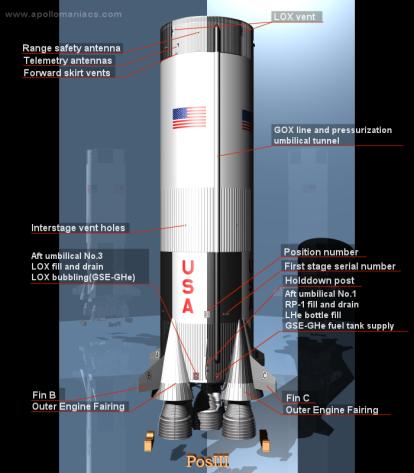 www.apollomaniacs.com
LOX vent
Range safety antenna
Telemetry antennas
Forward skirt vents
GOX line and pressurization
umbilical tunnel
Interstage vent holes
Aft umbilical No.3
LOX fill and drain
LOX bubbling(GSE-GHe)
Position number
First stage serial number
Holddown post
Aft umbilical No.1
RP-1 fill and drain
LHe bottle fill
GSE-GHe fuel tank supply
USA
Fin B
Outer Engine Fairing
Fin C
Outer Engine Fairing
PosIII